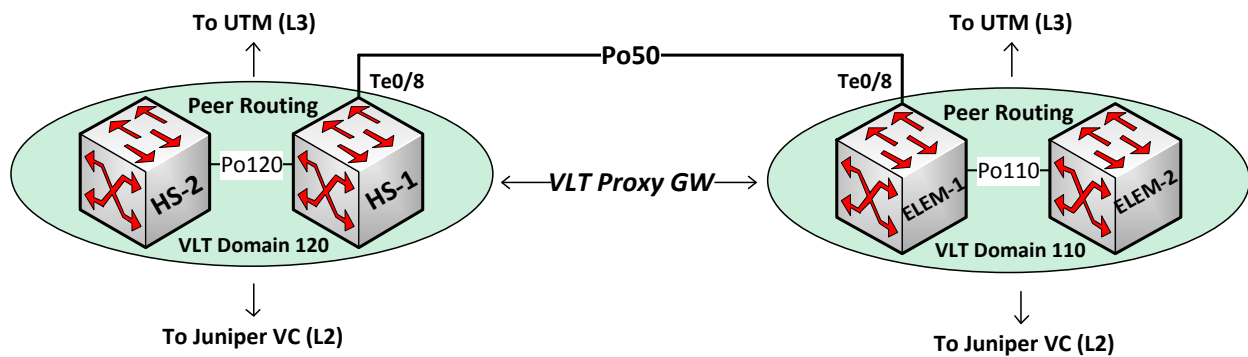 To UTM (L3)
To UTM (L3)
Po50
Te0/8
Te0/8
Peer Routing
Peer Routing
HS-2
Po120
HS-1
VLT Proxy GW
ELEM-1
Po110
ELEM-2
VLT Domain 120
VLT Domain 110
To Juniper VC (L2)
To Juniper VC (L2)